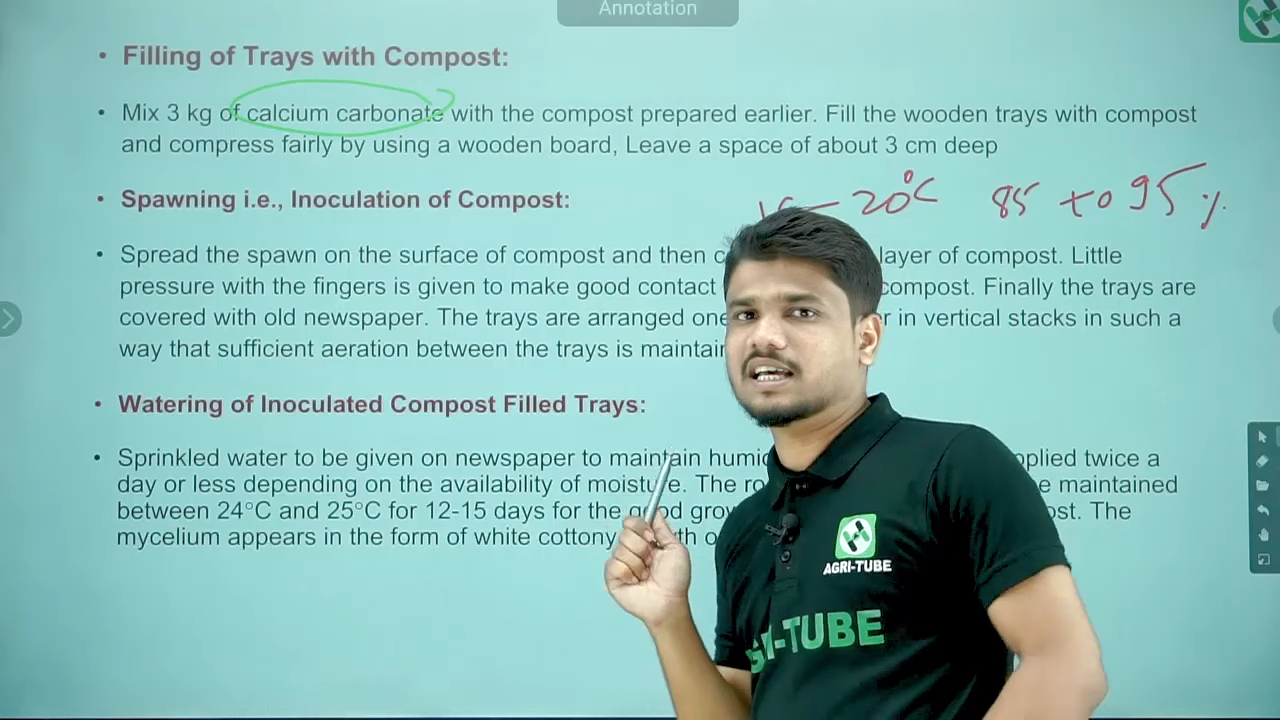 Annotation
• Filling of Trays with Compost:
• Mix 3 kg of calcium carbonate with the compost prepared earlier. Fill the wooden trays with compost
and compress fairly by using a wooden board, Leave a space of about 3 cm deep
– 20°C 85 to 95 %
• Spawning i.e., Inoculation of Compost:
• Spread the spawn on the surface of compost and then layer of compost. Little
pressure with the fingers is given to make good contact compost. Finally the trays are
covered with old newspaper. The trays are arranged one in vertical stacks in such a
way that sufficient aeration between the trays is
• Watering of Inoculated Compost Filled Trays:
• Sprinkled water to be given on newspaper to maintain twice a
day or less depending on the availability of moisture. The maintained
between 24°C and 25°C for 12-15 days for the good The
mycelium appears in the form of white cottony
AGRI-TUBE
-TUBE